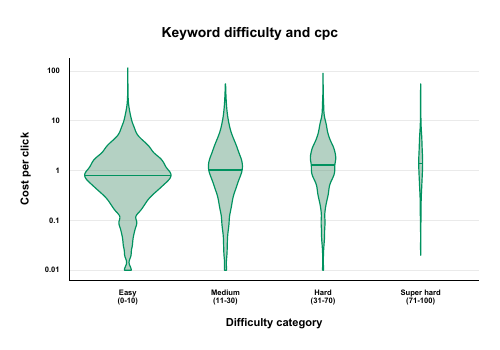 Keyword difficulty and cpc
Cost per click
100
10
1
0.1
0.01
Easy
(0-10)
Medium
(11-30)
Hard
(31-70)
Super hard
(71-100)
Difficulty category